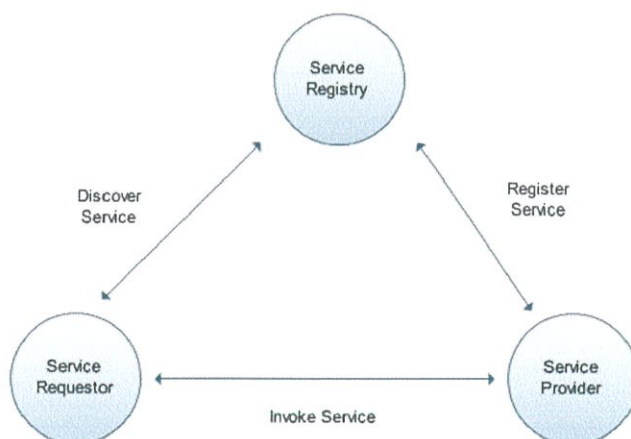 Service
Registry
Discover
Service
Register
Service
Service
Requestor
Service
Provider
Invoke Service